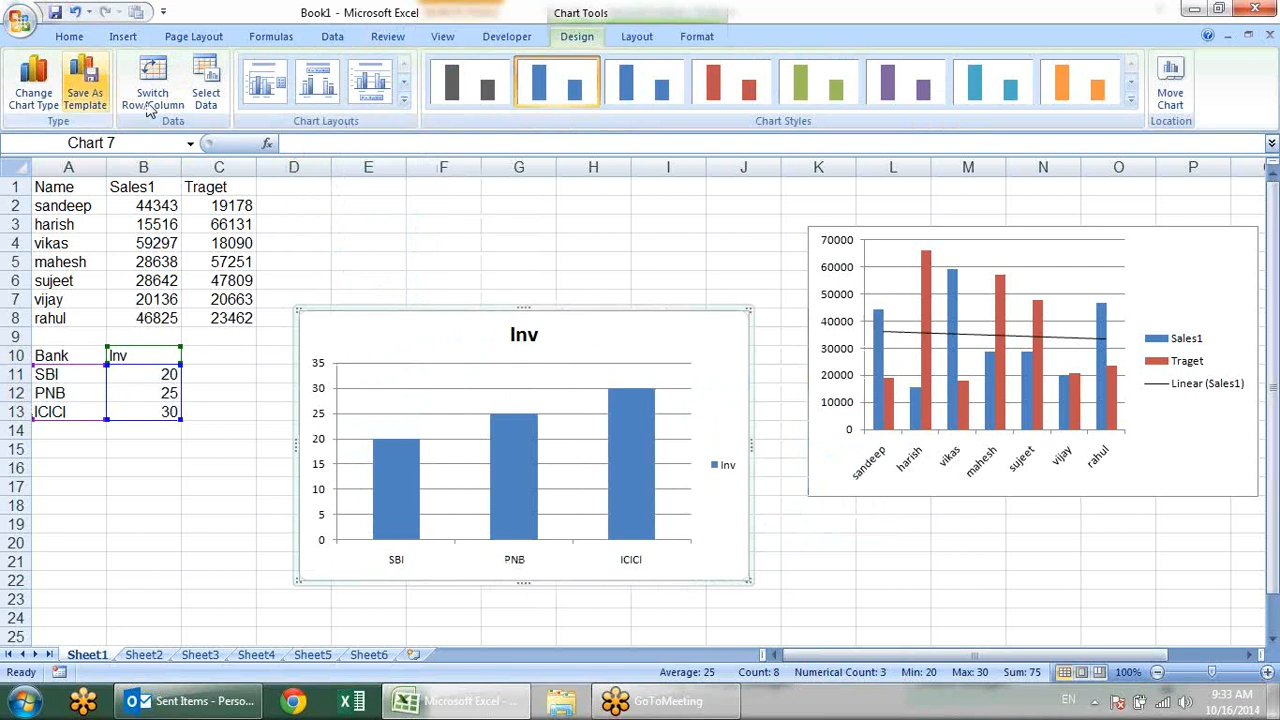 Book1 - Microsoft Excel
Chart Tools
Home Insert Page Layout Formulas Data Review View Developer Design Layout Format
Change Chart Type
Save As Template
Switch Row/Column
Select Data
Move Chart
Type Data Chart Layouts Chart Styles Location
Chart 7
fx
A B C D E F G H I J K L M N O P
1 Name Sales1 Traget
2 sandeep 44343 19178
3 harish 15516 66131
4 vikas 59297 18090
5 mahesh 28638 57251
6 sujeet 28642 47809
7 vijay 20136 20663
8 rahul 46825 23462
9
10 Bank Inv
11 SBI 20
12 PNB 25
13 ICICI 30
14
15
16
17
18
19
20
21
22
23
24
25
Inv
35
30
25
20
15
10
5
0
SBI PNB ICICI
Inv
70000
60000
50000
40000
30000
20000
10000
0
sandeep harish vikas mahesh sujeet vijay rahul
Sales1
Traget
Linear (Sales1)
Sheet1 Sheet2 Sheet3 Sheet4 Sheet5 Sheet6
Ready
Average: 25 Count: 8 Numerical Count: 3 Min: 20 Max: 30 Sum: 75
100%
Sent Items - Perso...
Microsoft Excel - ...
GoToMeeting
EN
9:33 AM
10/16/2014